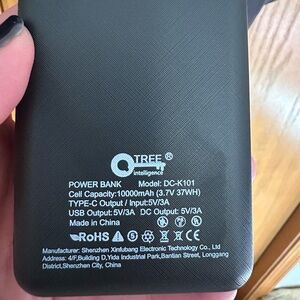 TREE ®
intelligence
POWER BANK Model: DC-K101
Cell Capacity:10000mAh (3.7V 37WH)
TYPE-C Output / Input:5V/3A
USB Output:5V/3A DC Output: 5V/3A
Made in China
RoHS
Manufacturer: Shenzhen Xinfubang Electronic Technology Co., Ltd
Address: 4/F,Building D,Yida Industrial Park,Bantian Street, Longgang
District,Shenzhen City, China